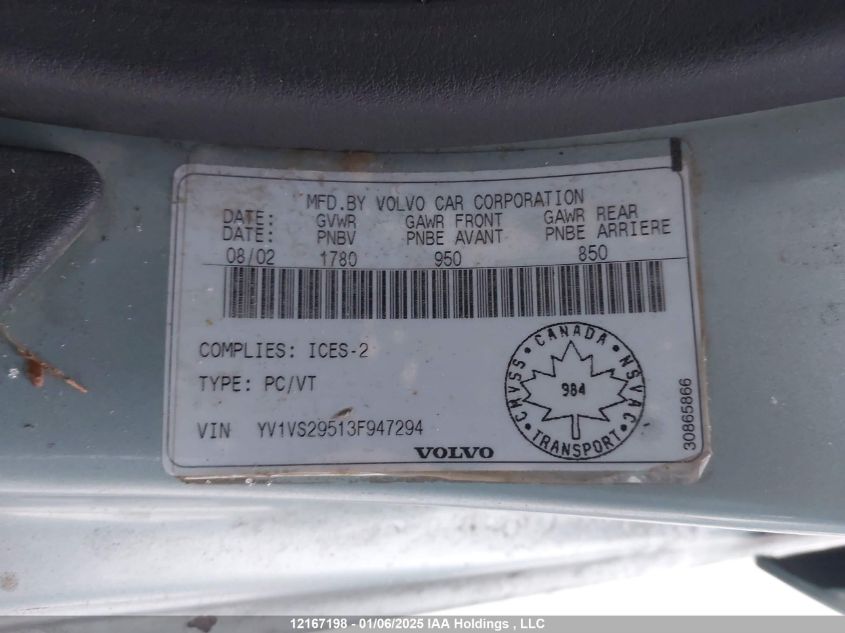 MFD.BY VOLVO CAR CORPORATION
DATE: GVWR GAWR FRONT GAWR REAR
DATE: PNBV PNBE AVANT PNBE ARRIERE
08/02 1780 950 850
COMPLIES: ICES-2
TYPE: PC/VT
VIN YV1VS29513F947294
VOLVO
CANADA
CMVSS • NSVAC
984
TRANSPORT
30865866
12167198 - 01/06/2025 IAA Holdings , LLC